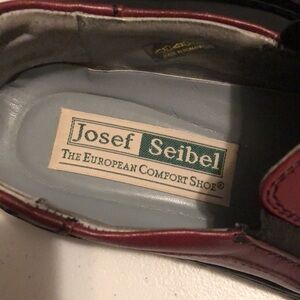 Josef Seibel
THE EUROPEAN COMFORT SHOE®